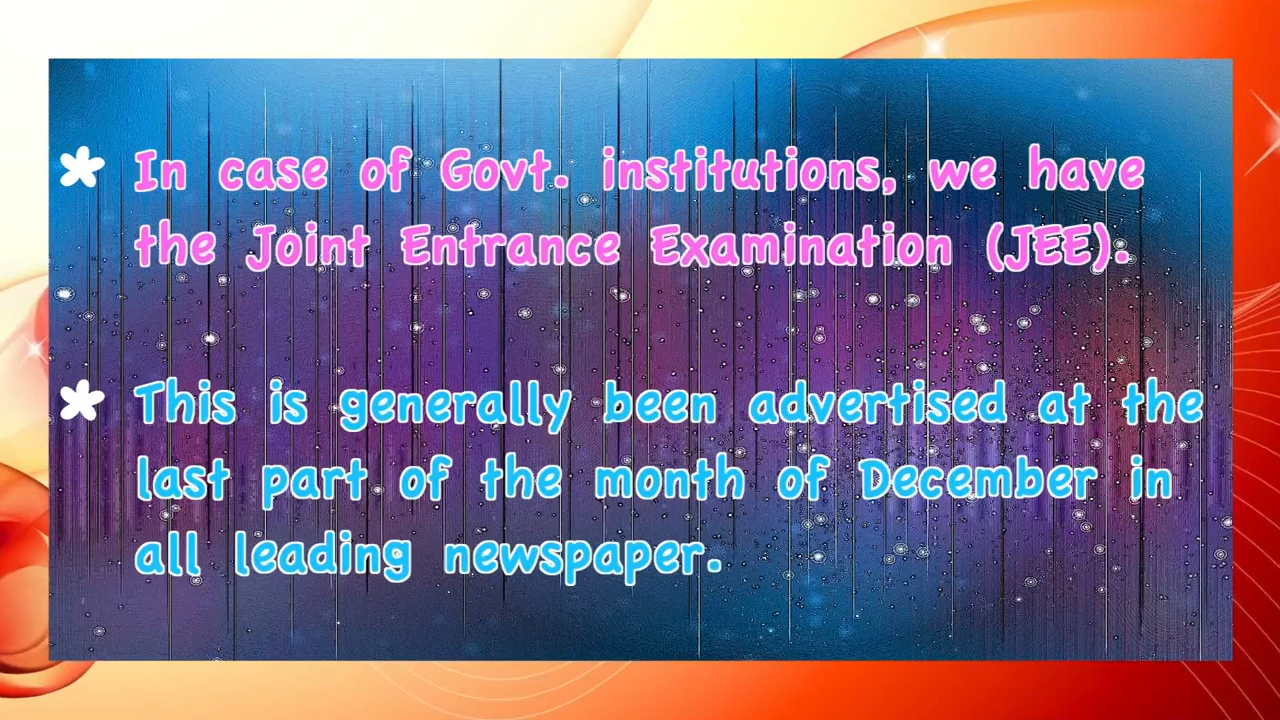 * In case of Govt. institutions, we have
the Joint Entrance Examination (JEE).
* This is generally been advertised at the
last part of the month of December in
all leading newspaper.